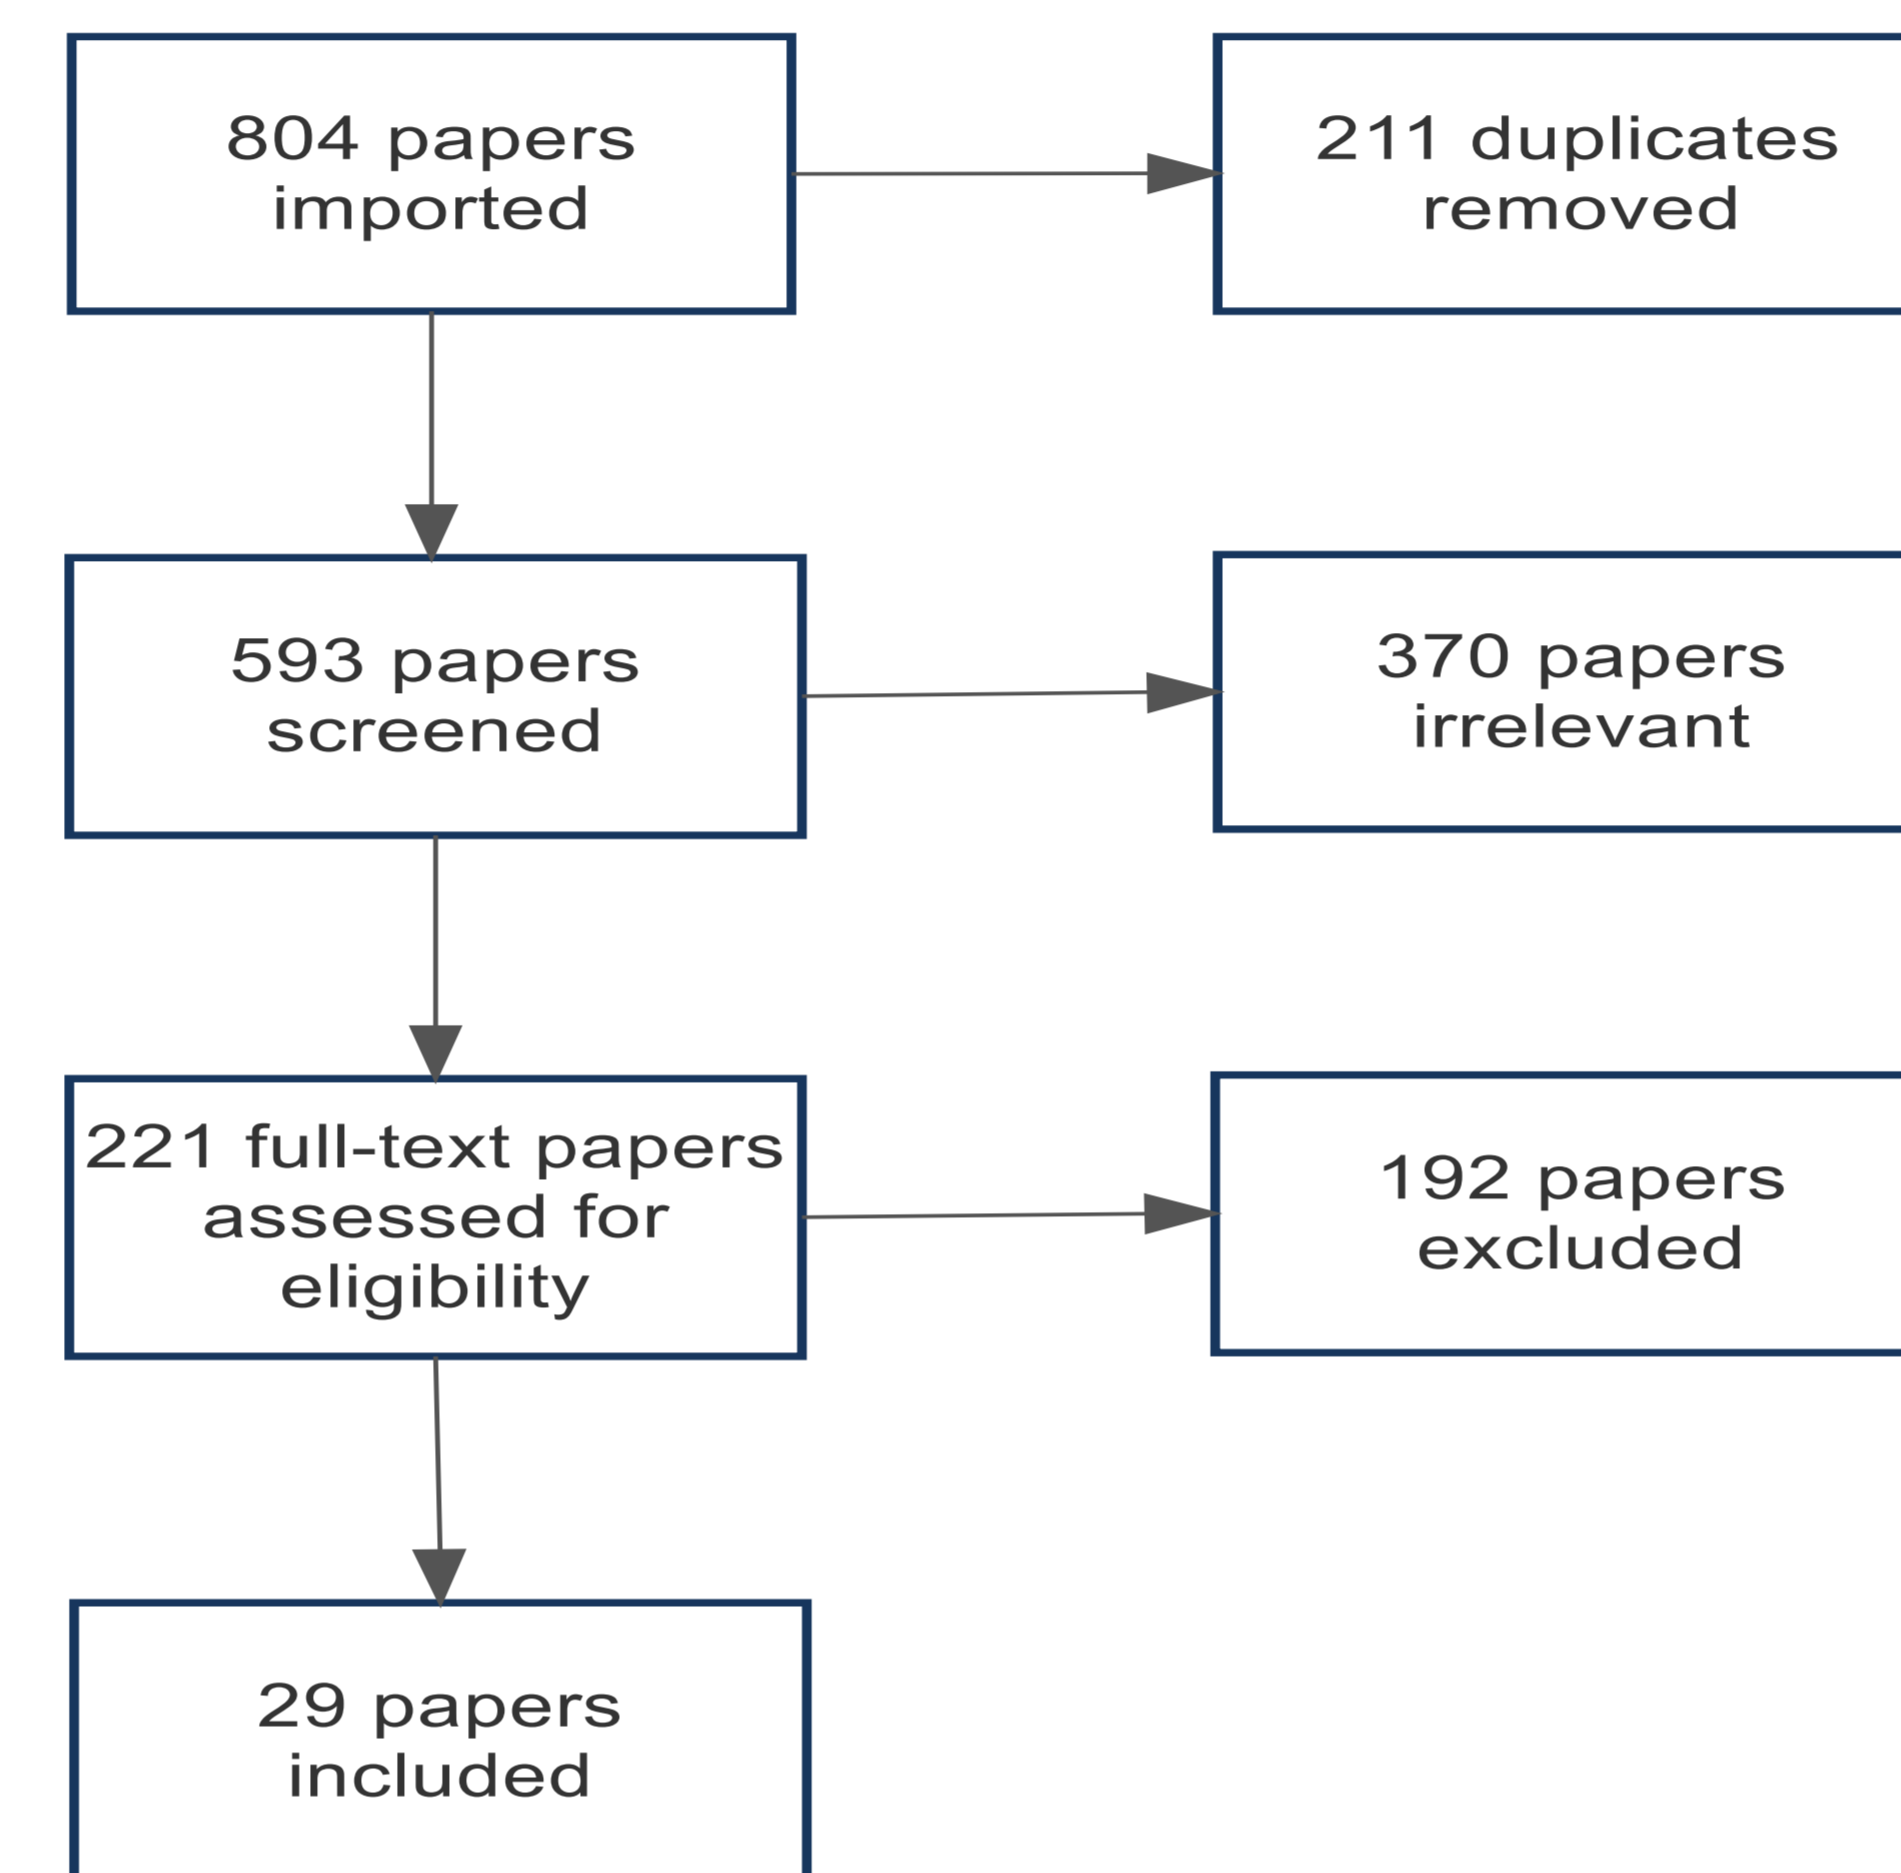 804 papers
imported
211 duplicates
removed
593 papers
screened
370 papers
irrelevant
221 full-text papers
assessed for
eligibility
192 papers
excluded
29 papers
included